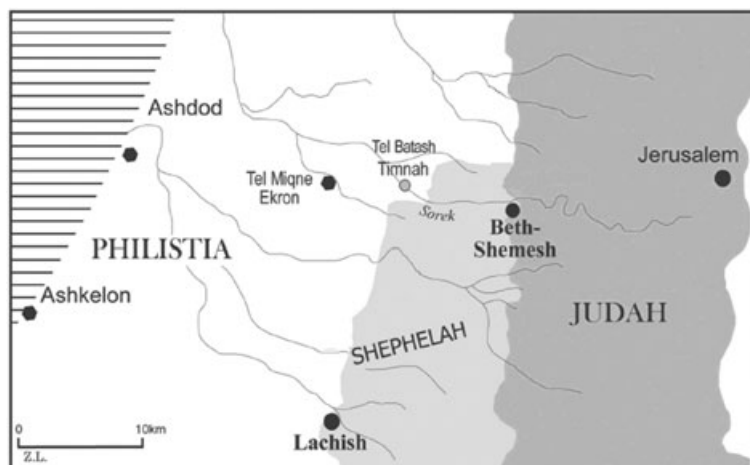 Ashdod
Tel Batash
Timnah
Jerusalem
Tel Miqne
Ekron
Sorek
Beth-
Shemesh
PHILISTIA
Ashkelon
JUDAH
SHEPHELAH
Lachish
0 10km
Z.L.